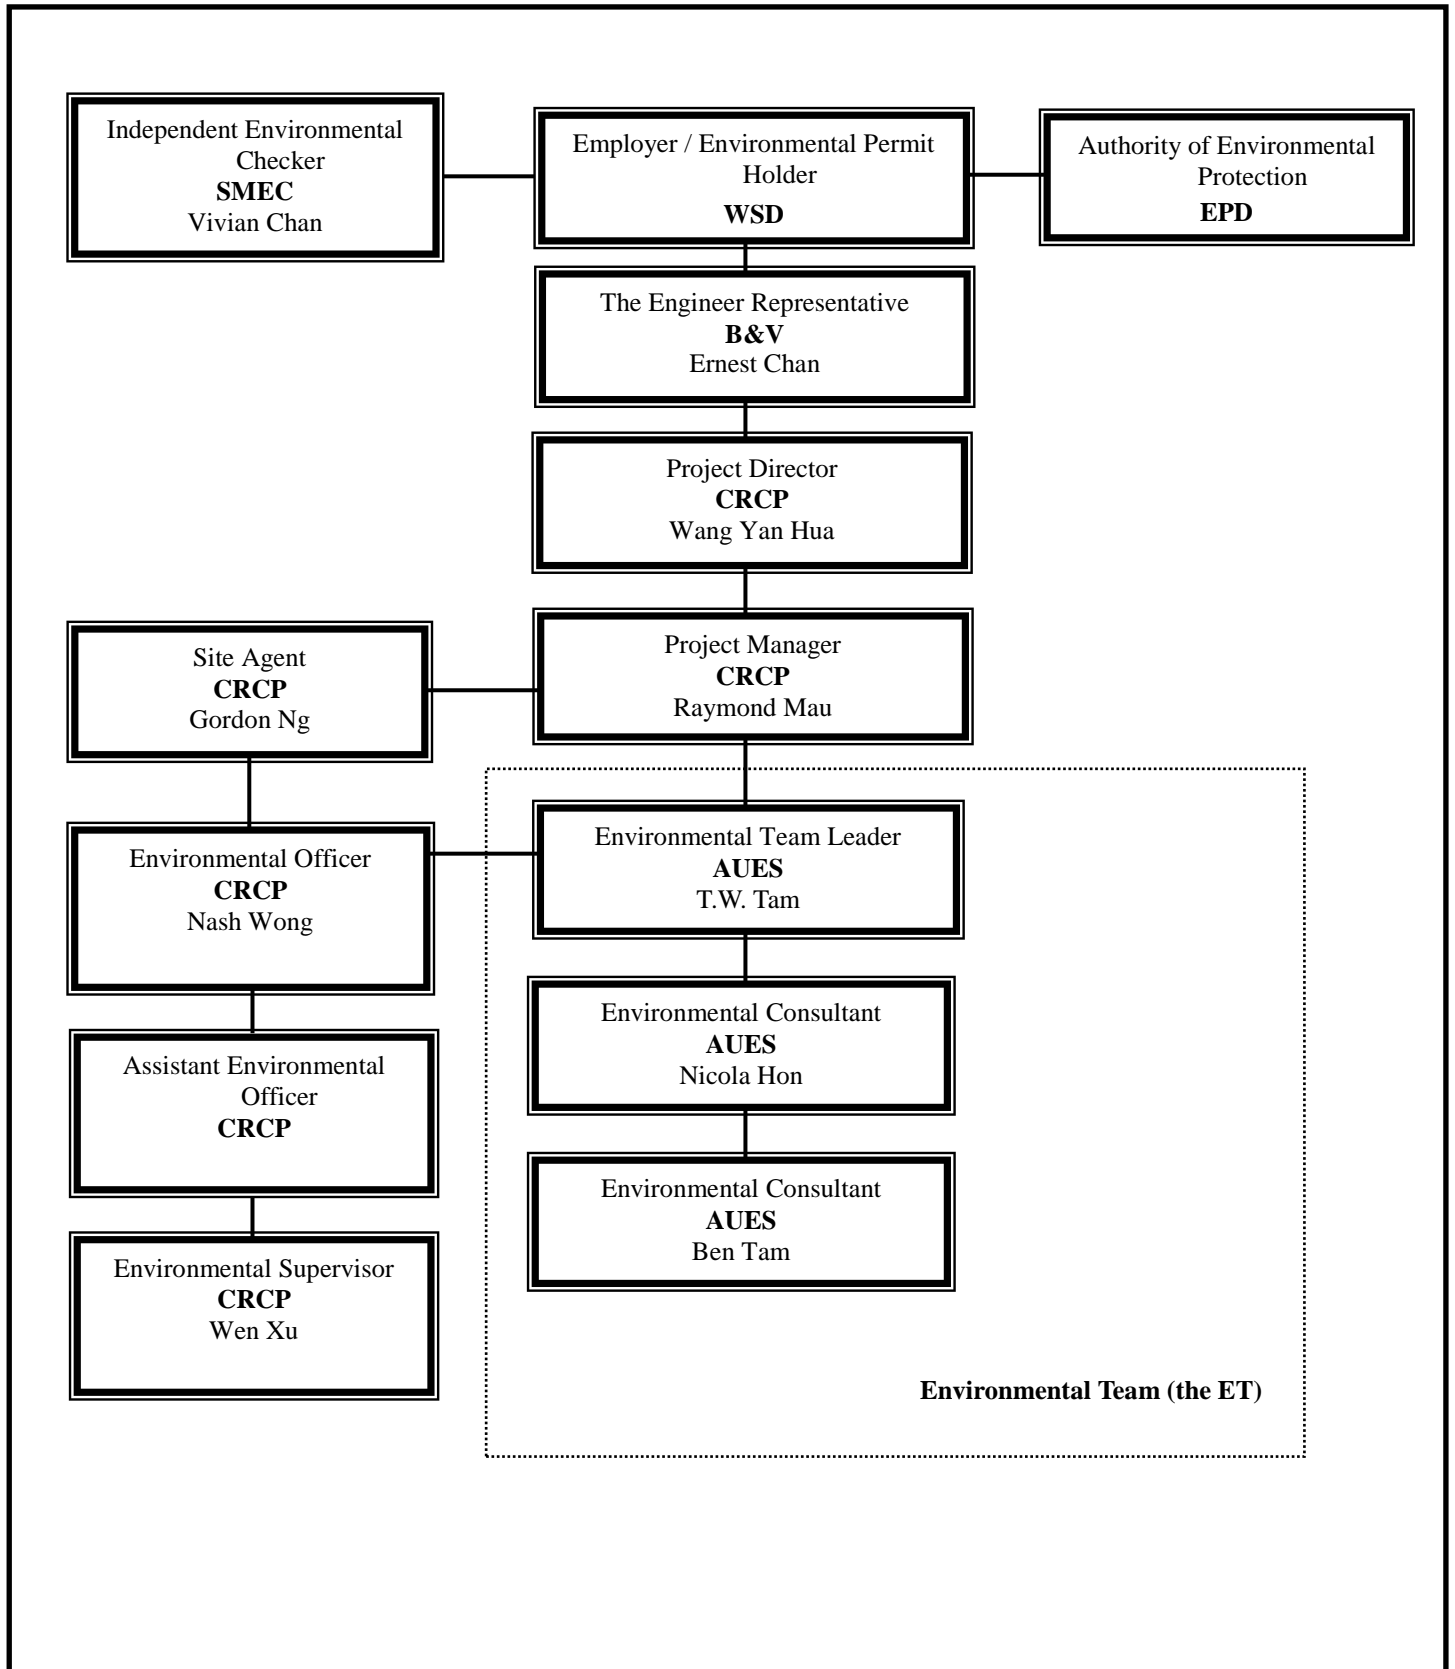 Independent Environmental
Checker
SMEC
Vivian Chan
Employer / Environmental Permit
Holder
WSD
Authority of Environmental
Protection
EPD
The Engineer Representative
B&V
Ernest Chan
Project Director
CRCP
Wang Yan Hua
Project Manager
CRCP
Raymond Mau
Site Agent
CRCP
Gordon Ng
Environmental Team Leader
AUES
T.W. Tam
Environmental Officer
CRCP
Nash Wong
Environmental Consultant
AUES
Nicola Hon
Assistant Environmental
Officer
CRCP
Environmental Consultant
AUES
Ben Tam
Environmental Supervisor
CRCP
Wen Xu
Environmental Team (the ET)